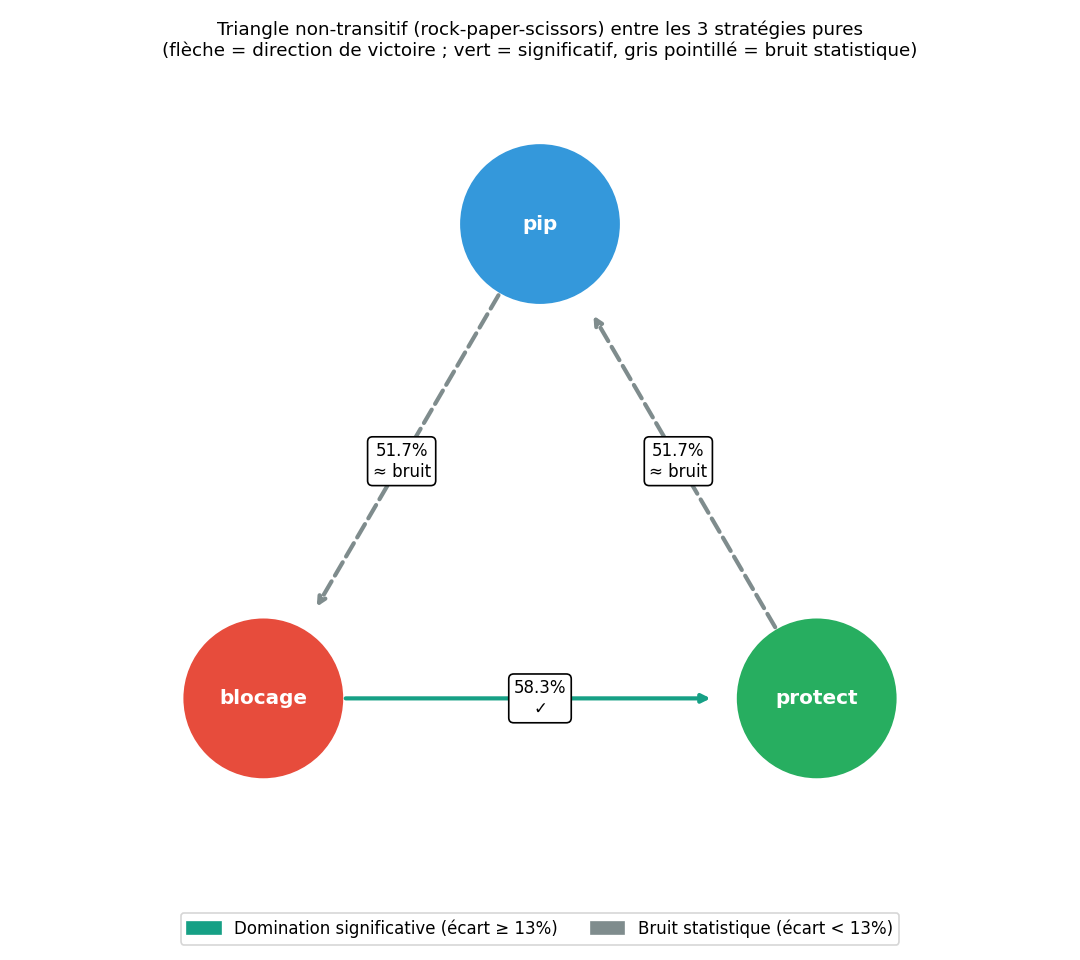 Triangle non-transitif (rock-paper-scissors) entre les 3 stratégies pures
(flèche = direction de victoire ; vert = significatif, gris pointillé = bruit statistique)
pip
51.7%
≈ bruit
51.7%
≈ bruit
blocage
58.3%
✓
protect
Domination significative (écart ≥ 13%)
Bruit statistique (écart < 13%)